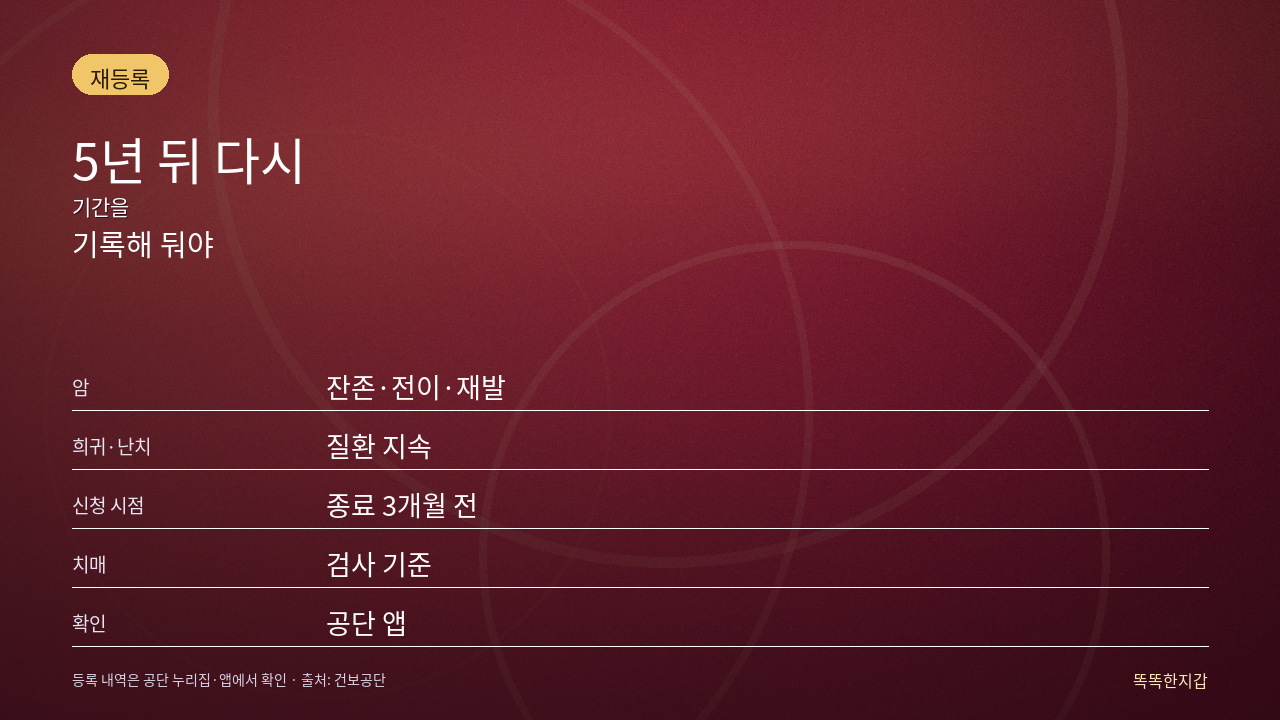 재등록
5년 뒤 다시
기간을
기록해 둬야
암 잔존·전이·재발
희귀·난치 질환 지속
신청 시점 종료 3개월 전
치매 검사 기준
확인 공단 앱
등록 내역은 공단 누리집·앱에서 확인 · 출처: 건보공단
똑똑한지갑